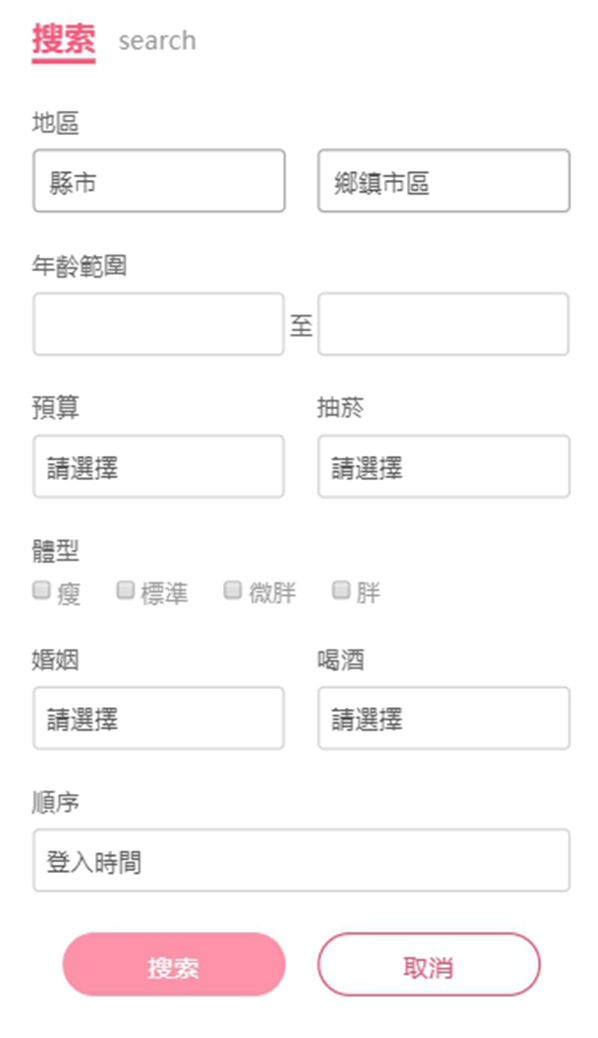 搜索 search
地區
縣市 鄉鎮市區
年齡範圍
至
預算 抽菸
請選擇 請選擇
體型
瘦 標準 微胖 胖
婚姻 喝酒
請選擇 請選擇
順序
登入時間
搜索 取消